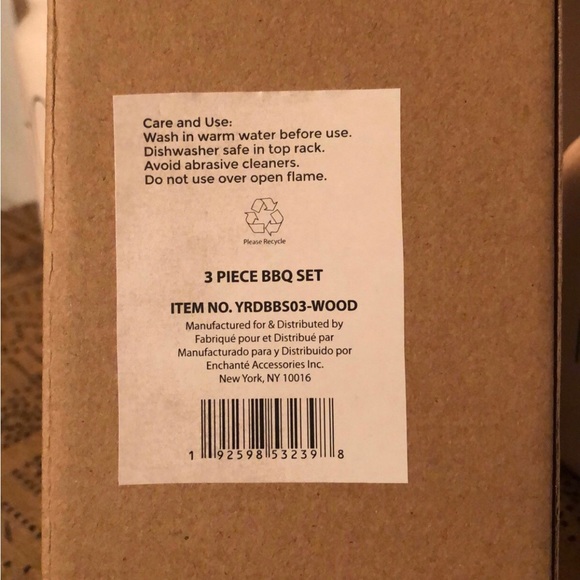 Care and Use:
Wash in warm water before use.
Dishwasher safe in top rack.
Avoid abrasive cleaners.
Do not use over open flame.
Please Recycle
3 PIECE BBQ SET
ITEM NO. YRDBBS03-WOOD
Manufactured for & Distributed by
Fabriqué pour et Distribué par
Manufacturado para y Distribuido por
Enchanté Accessories Inc.
New York, NY 10016
1 92598 53239 8